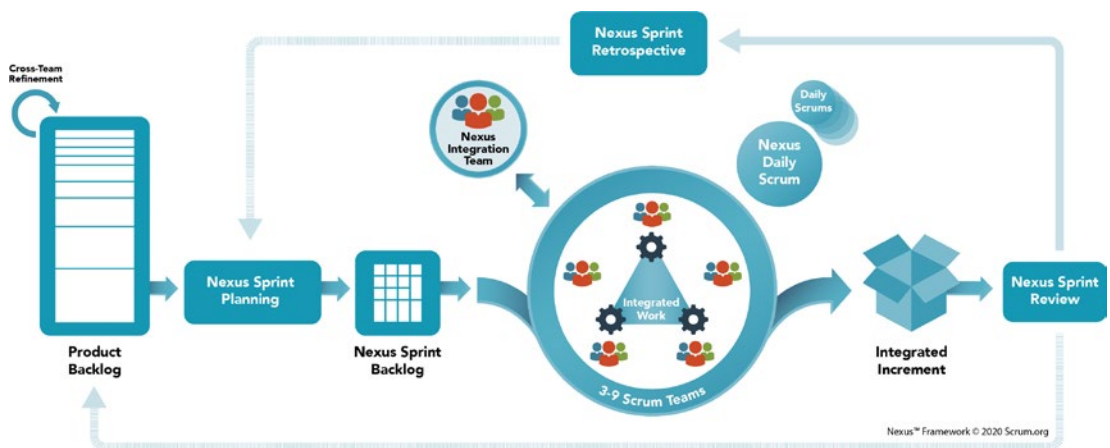 Nexus Sprint
Retrospective
Cross-Team
Refinement
Daily
Scrums
Nexus
Integration
Team
Nexus
Daily
Scrum
Nexus Sprint
Planning
Integrated
Work
Nexus Sprint
Review
Product
Backlog
Nexus Sprint
Backlog
3-9 Scrum Teams
Integrated
Increment
Nexus™ Framework © 2020 Scrum.org